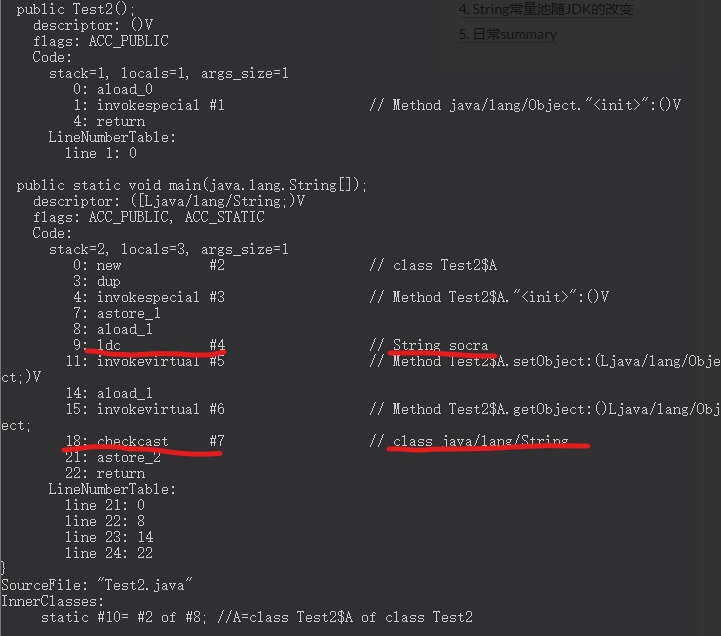 4. String常量池随JDK的改变
5. 日常summary
public Test2();
descriptor: ()V
flags: ACC_PUBLIC
Code:
stack=1, locals=1, args_size=1
0: aload_0
1: invokespecial #1 // Method java/lang/Object."<init>":()V
4: return
LineNumberTable:
line 1: 0
public static void main(java.lang.String[]);
descriptor: ([Ljava/lang/String;)V
flags: ACC_PUBLIC, ACC_STATIC
Code:
stack=2, locals=3, args_size=1
0: new #2 // class Test2$A
3: dup
4: invokespecial #3 // Method Test2$A."<init>":()V
7: astore_1
8: aload_1
9: ldc #4 // String socra
11: invokevirtual #5 // Method Test2$A.setObject:(Ljava/lang/Obje
ct;)V
14: aload_1
15: invokevirtual #6 // Method Test2$A.getObject:()Ljava/lang/Obj
ect;
18: checkcast #7 // class java/lang/String
21: astore_2
22: return
LineNumberTable:
line 21: 0
line 22: 8
line 23: 14
line 24: 22
}
SourceFile: "Test2.java"
InnerClasses:
static #10= #2 of #8; //A=class Test2$A of class Test2